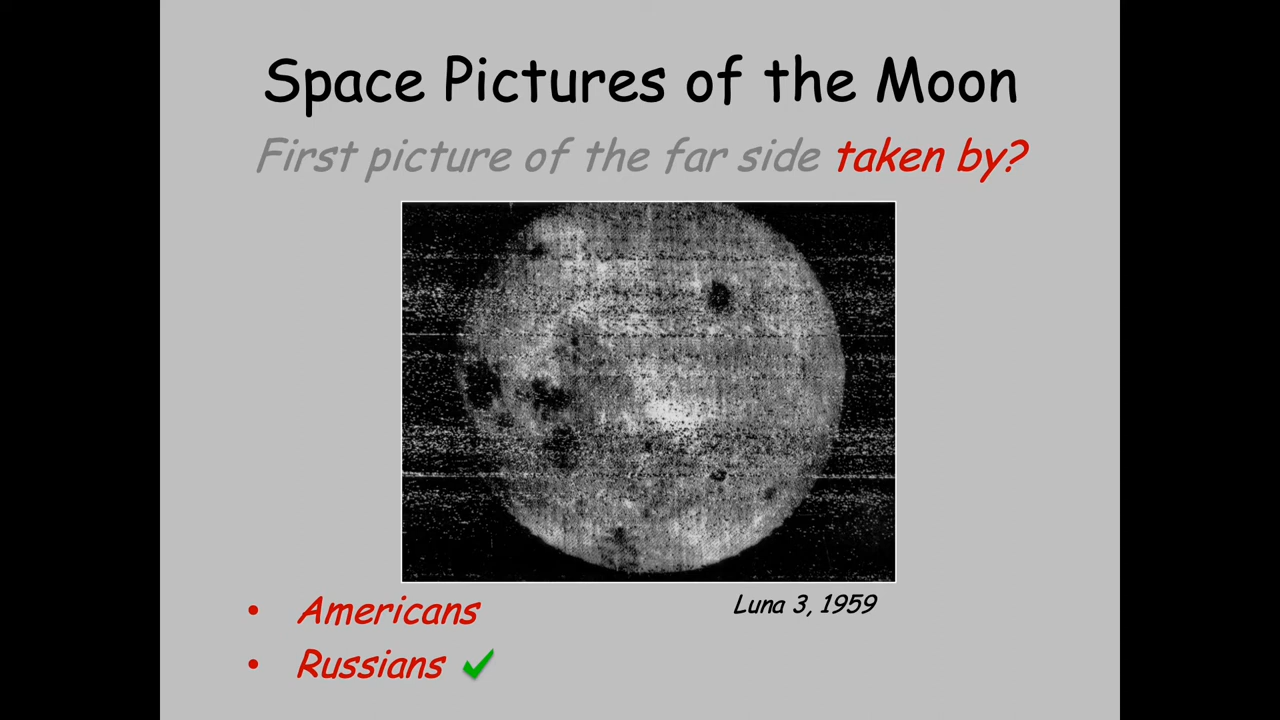 Space Pictures of the Moon
First picture of the far side taken by?
Luna 3, 1959
• Americans
• Russians ✓